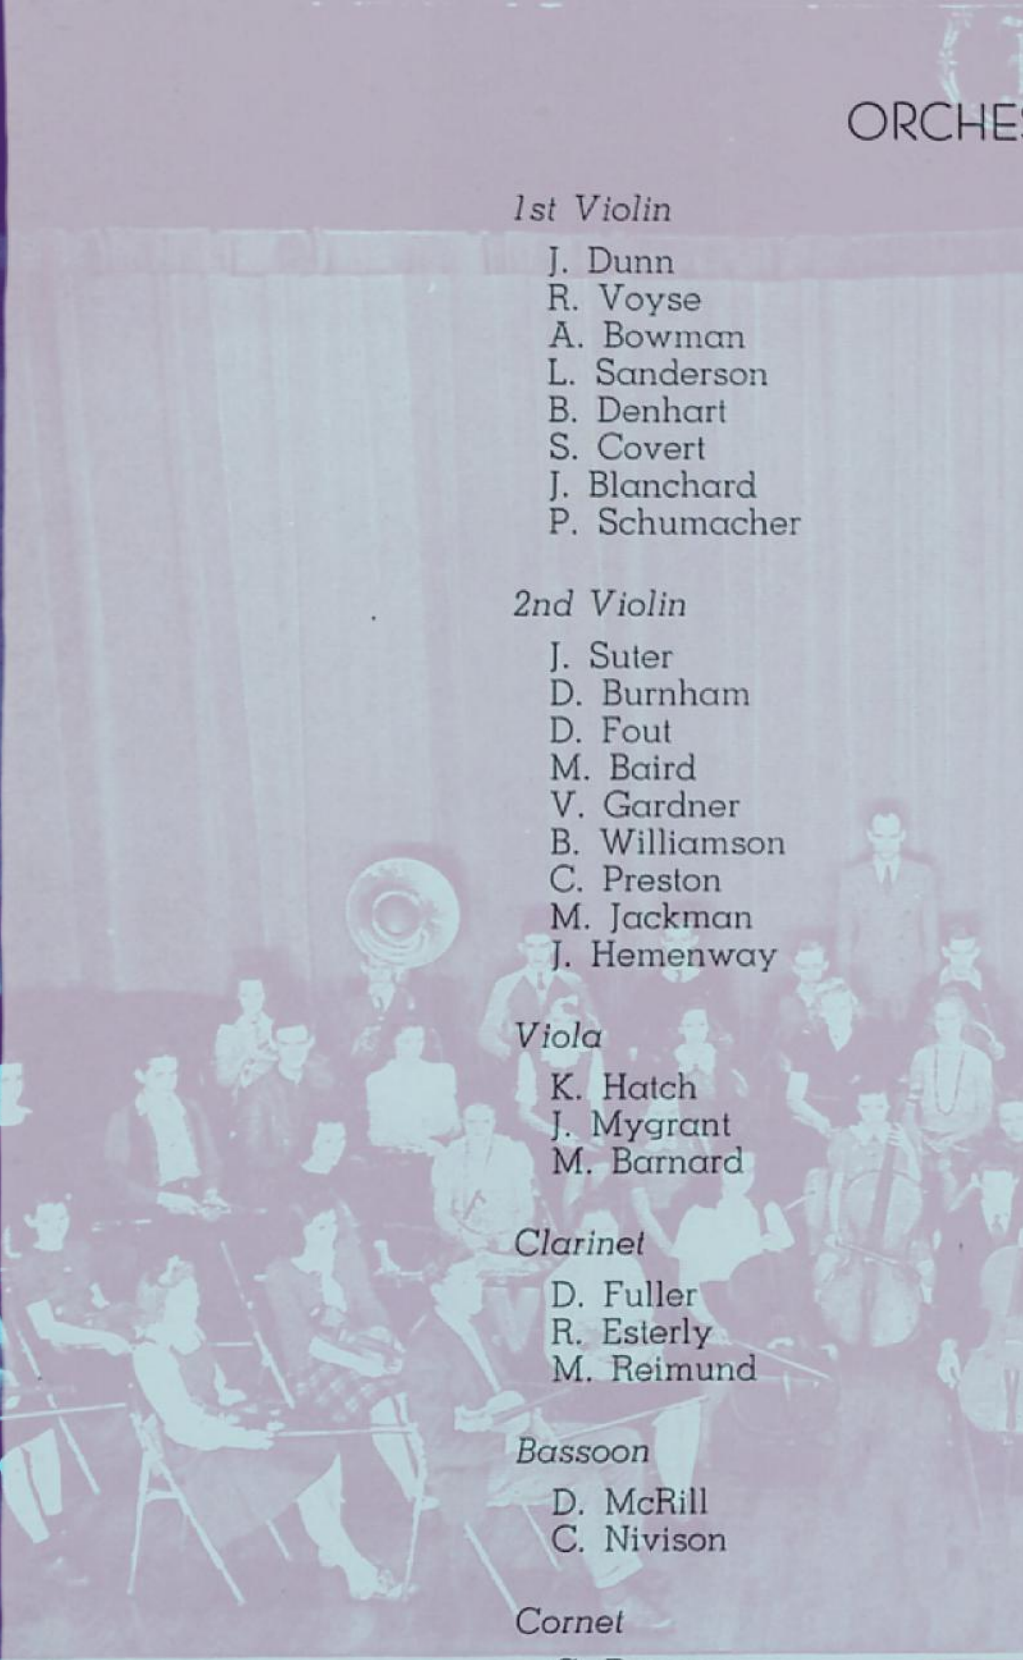 1st Violin
J. Dunn
R. Voyse
A. Bowman
L. Sanderson
B. Denhart
S. Covert
J. Blanchard
P. Schumacher
2nd Violin
J. Suter
D. Burnham
D. Fout
M. Baird
V. Gardner
B. Williamson
C. Preston
M. Jackman
J. Hemenway
Viola
K. Hatch
J. Mygrant
M. Barnard
Clarinet
D. Fuller
R. Esterly
M. Reimund
Bassoon
D. McRill
C. Nivison
Cornet